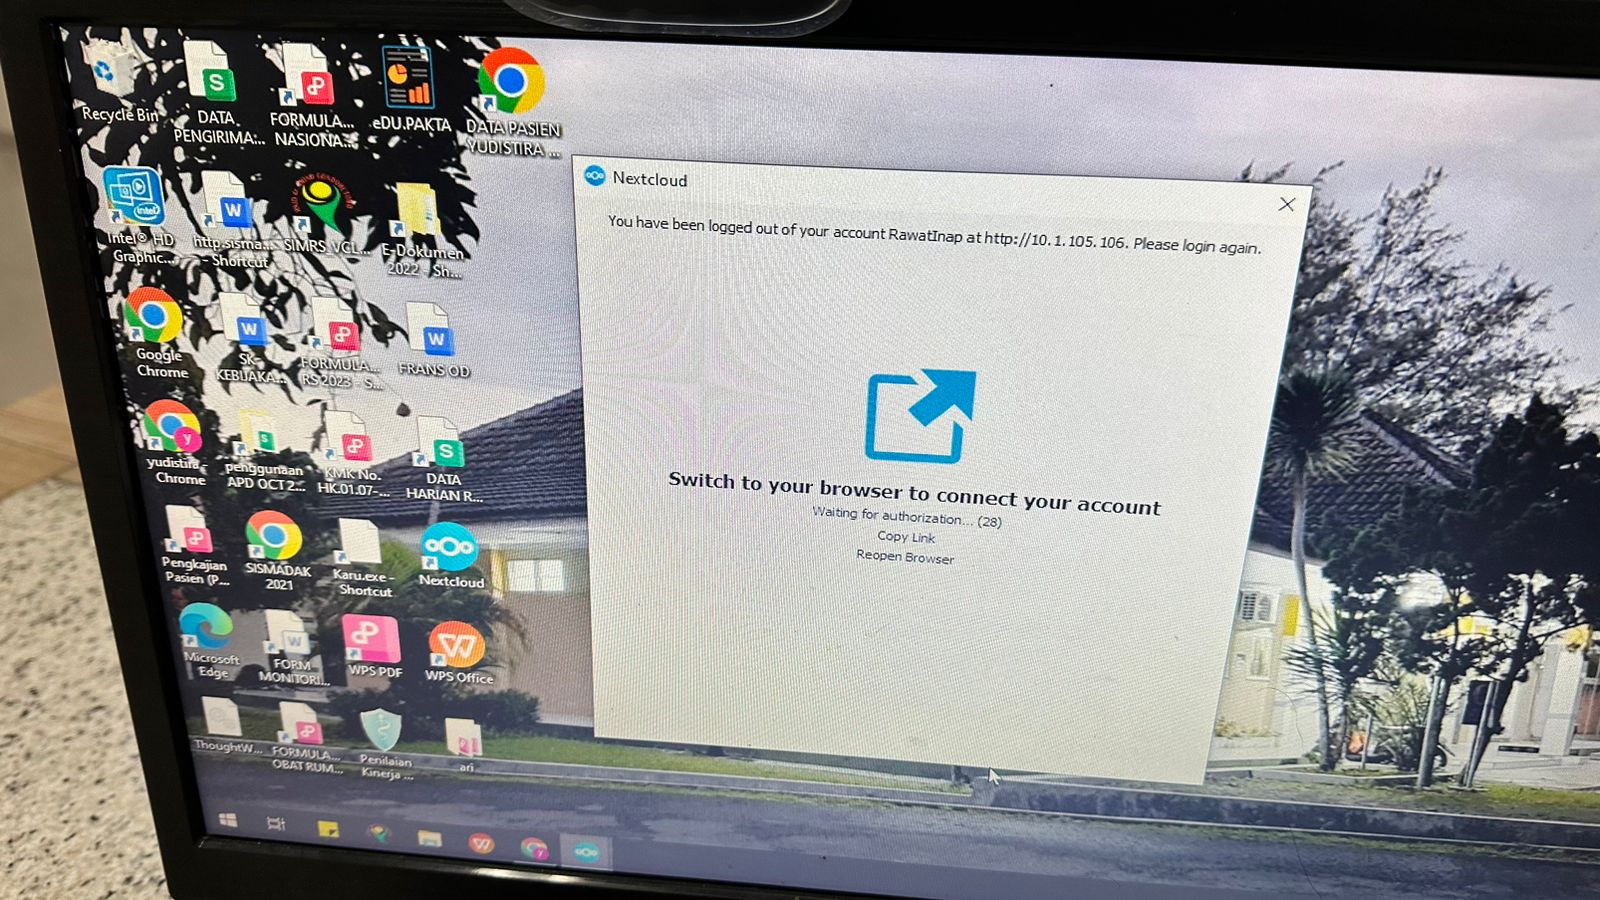 Recycle Bin
DATA
PENGIRIMA...
FORMULA...
NASIONA...
eDU.PAKTA
DATA PASIEN
YUDISTIRA ...
Intel® HD
Graphic...
http.sisma...
- Shortcut
SIMRS_VCL...
E-Dokumen
2022 - Sh...
Google
Chrome
SK-
KEBIJAKA...
FORMULA...
RS 2023 - S...
FRANS OD
yudistira -
Chrome
penggunaan
APD OCT 2...
KMK No.
HK.01.07-...
DATA
HARIAN R...
Pengkajian
Pasien (P...
SISMADAK
2021
Karu.exe -
Shortcut
Nextcloud
Microsoft
Edge
FORM
MONITORI...
WPS PDF
WPS Office
ThoughtW...
FORMULA...
OBAT RUM...
Penilaian
Kinerja ...
ari
Nextcloud
You have been logged out of your account RawatInap at http://10.1.105.106. Please login again.
Switch to your browser to connect your account
Waiting for authorization... (28)
Copy Link
Reopen Browser